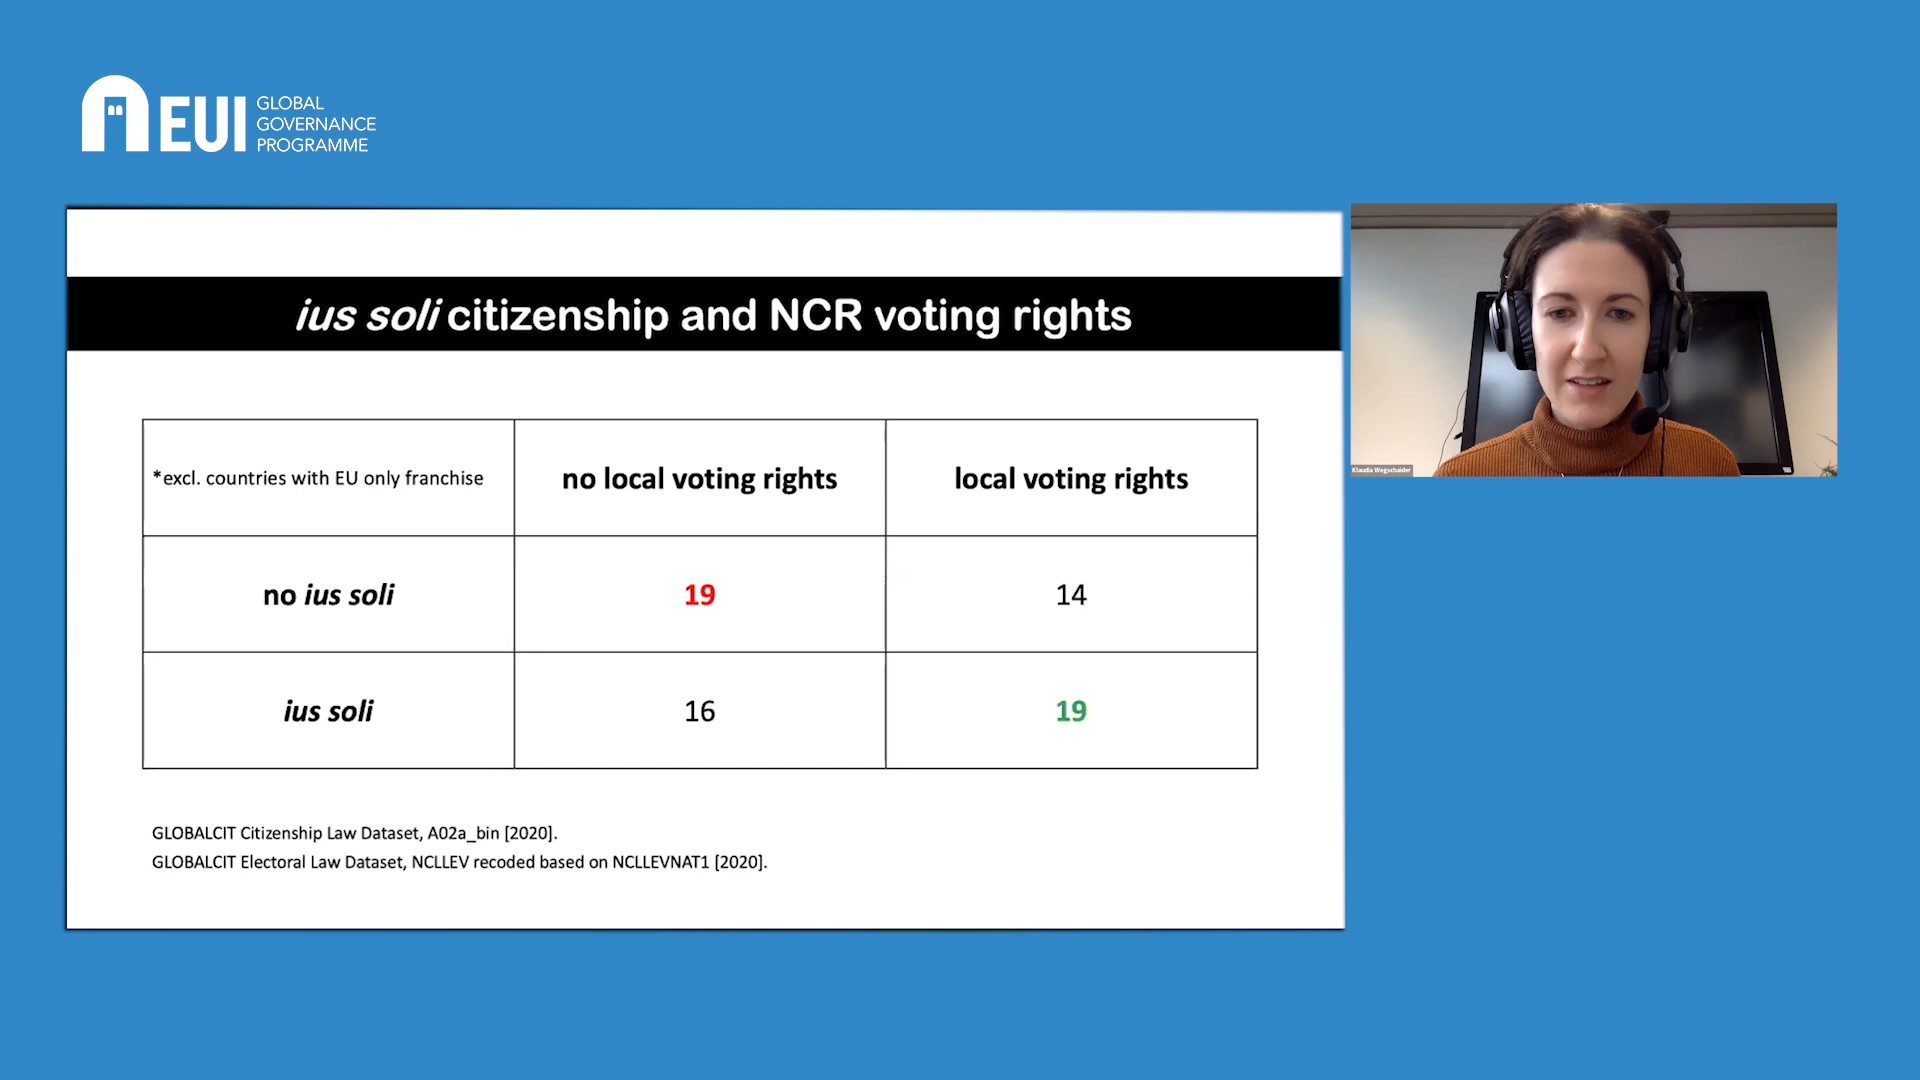 EUI
GLOBAL
GOVERNANCE
PROGRAMME
ius soli citizenship and NCR voting rights
*excl. countries with EU only franchise
no local voting rights
local voting rights
no ius soli
19
14
ius soli
16
19
GLOBALCIT Citizenship Law Dataset, A02a_bin [2020].
GLOBALCIT Electoral Law Dataset, NCLLEV recoded based on NCLLEVNAT1 [2020].
Klaudia Wegschaider